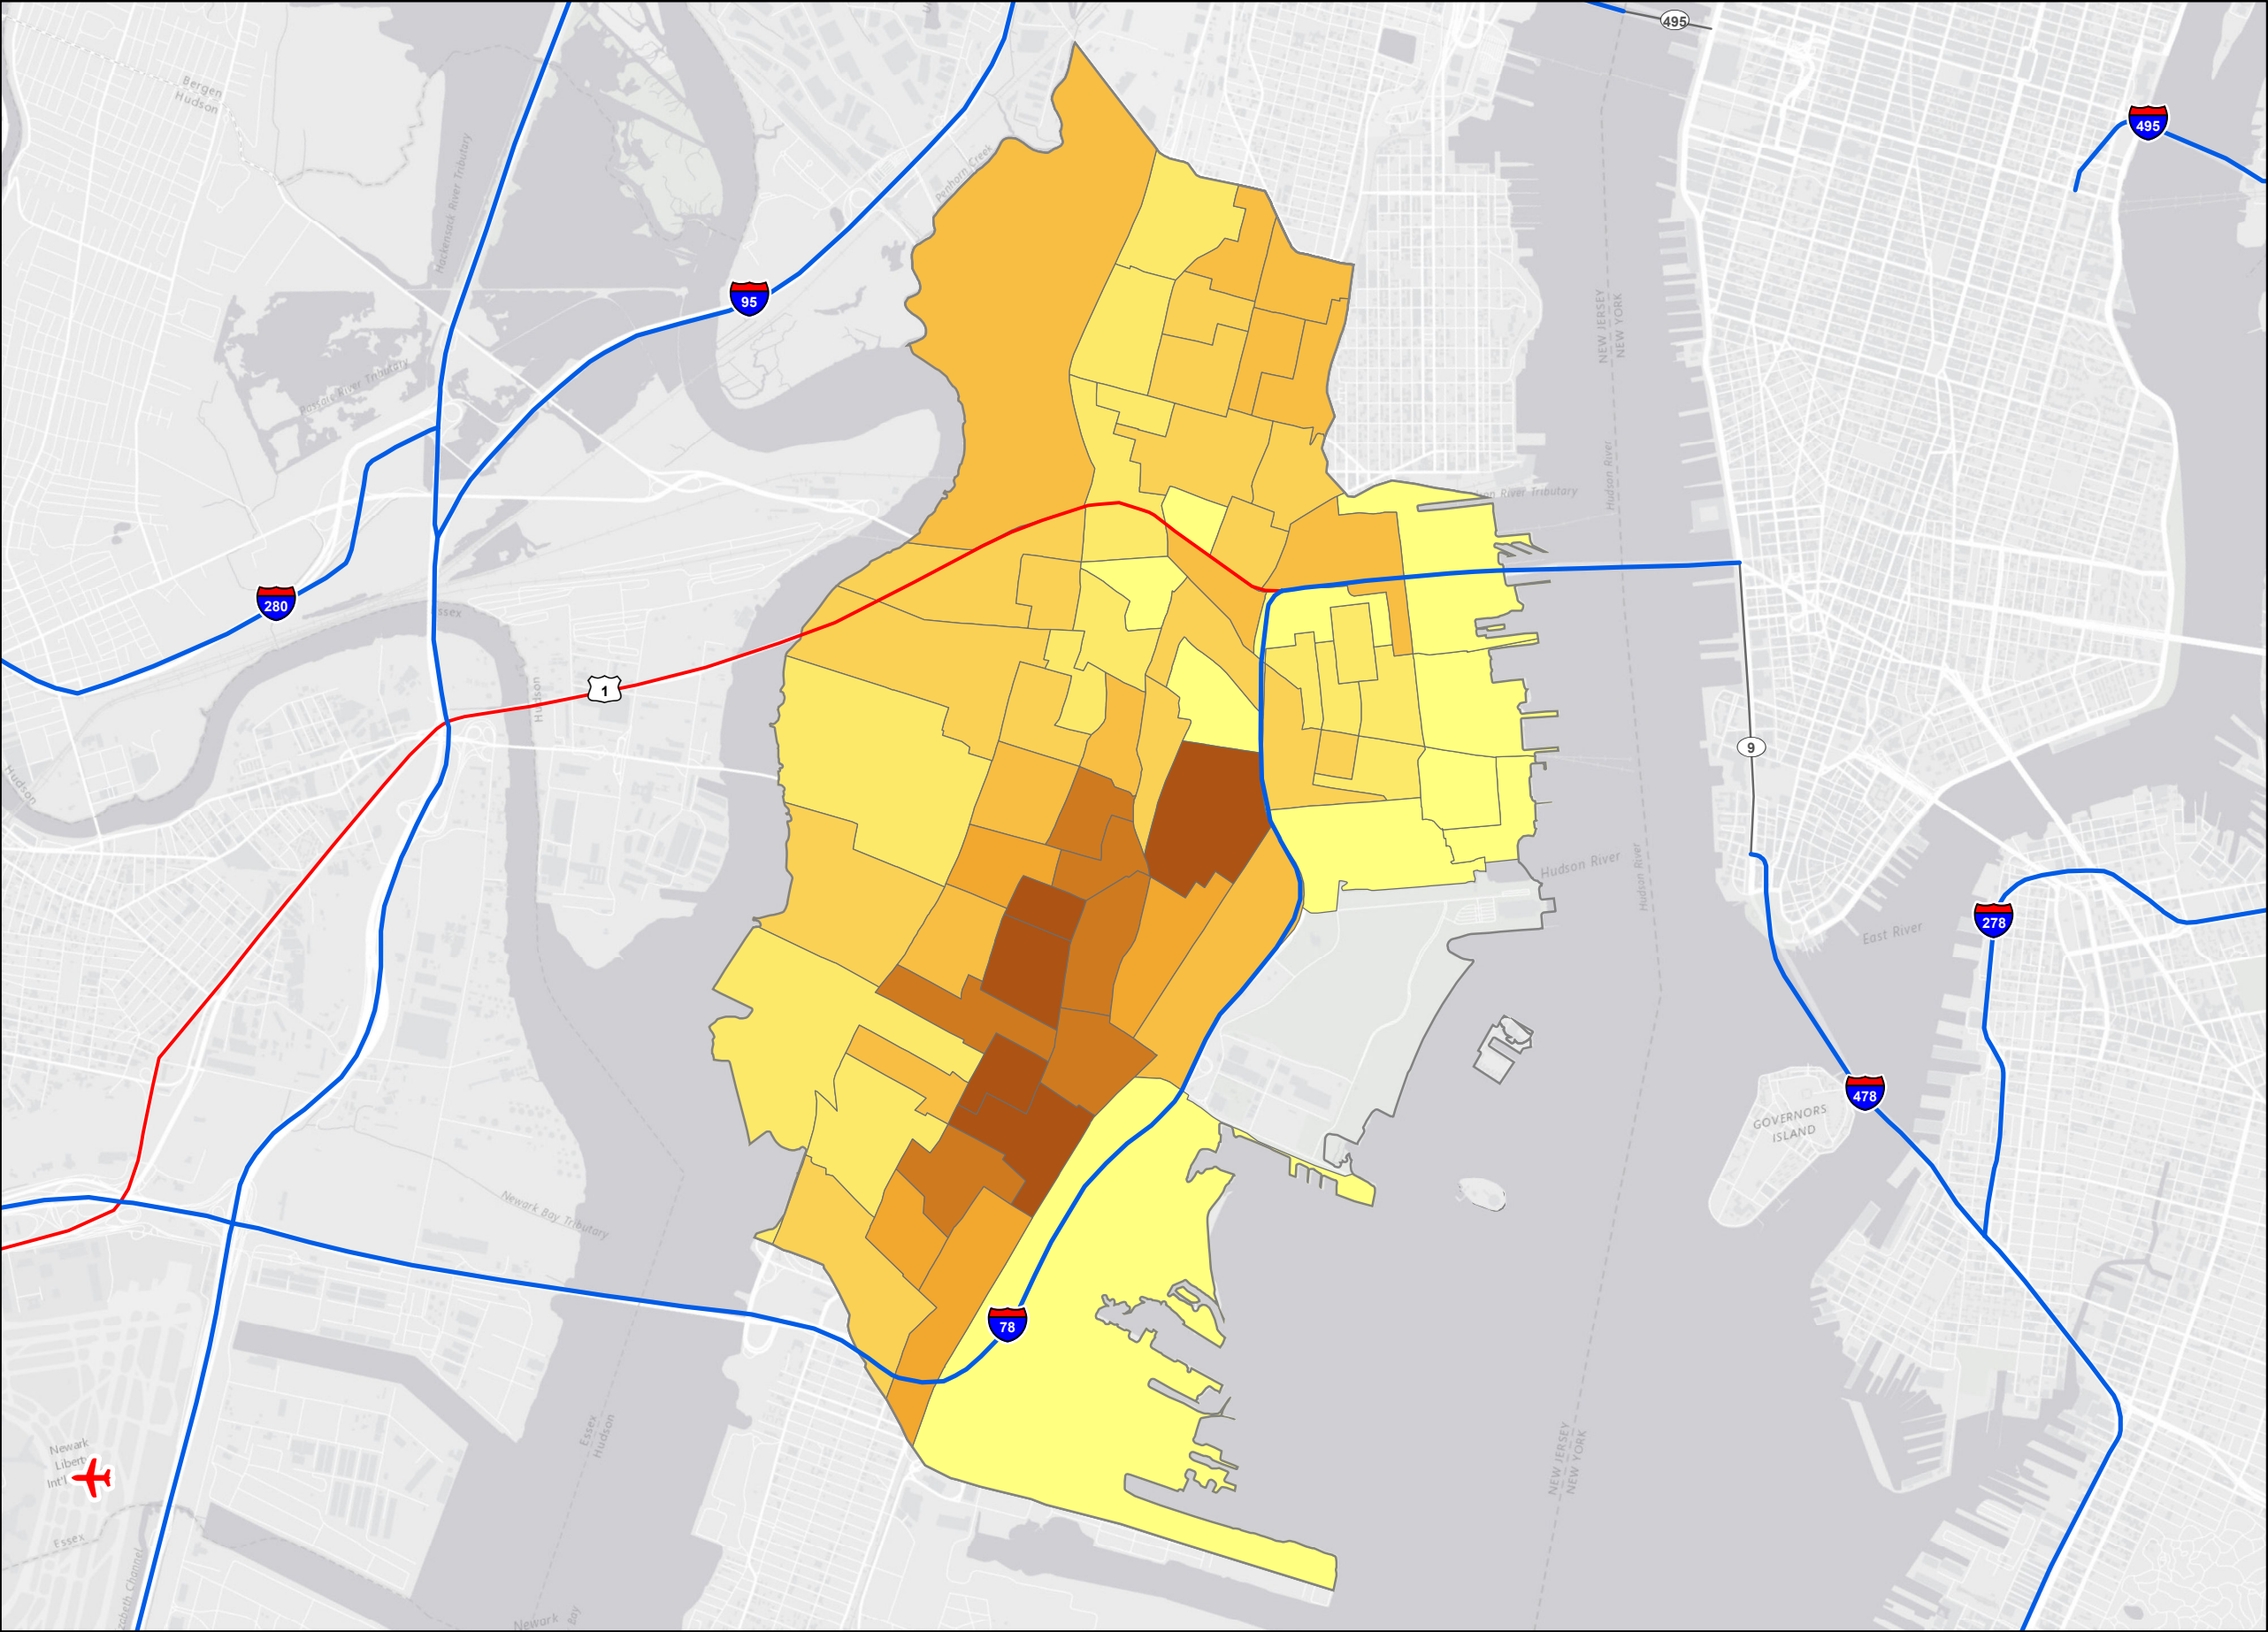 495
Bergen
Hudson
495
Hackensack River Tributary
Penhorn Creek
95
NEW JERSEY
NEW YORK
Passaic River Tributary
Hudson River
son River Tributary
280
Essex
Hudson
1
9
Hudson
Hudson River
Hudson River
278
East River
478
GOVERNORS
ISLAND
Newark Bay Tributary
78
Essex
Hudson
NEW JERSEY
NEW YORK
Newark
Liberty
Int'l
Essex
Newark Bay